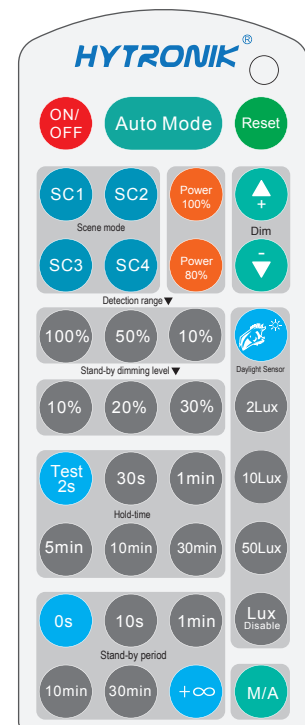 HYTRONIK®
ON/
OFF
Auto Mode
Reset
SC1
SC2
Power
100%
+
Scene mode
Dim
SC3
SC4
Power
80%
-
Detection range▼
100%
50%
10%
Stand-by dimming level▼
Daylight Sensor
10%
20%
30%
2Lux
Test
2s
30s
1min
10Lux
Hold-time
5min
10min
30min
50Lux
0s
10s
1min
Lux
Disable
Stand-by period
10min
30min
+∞
M/A